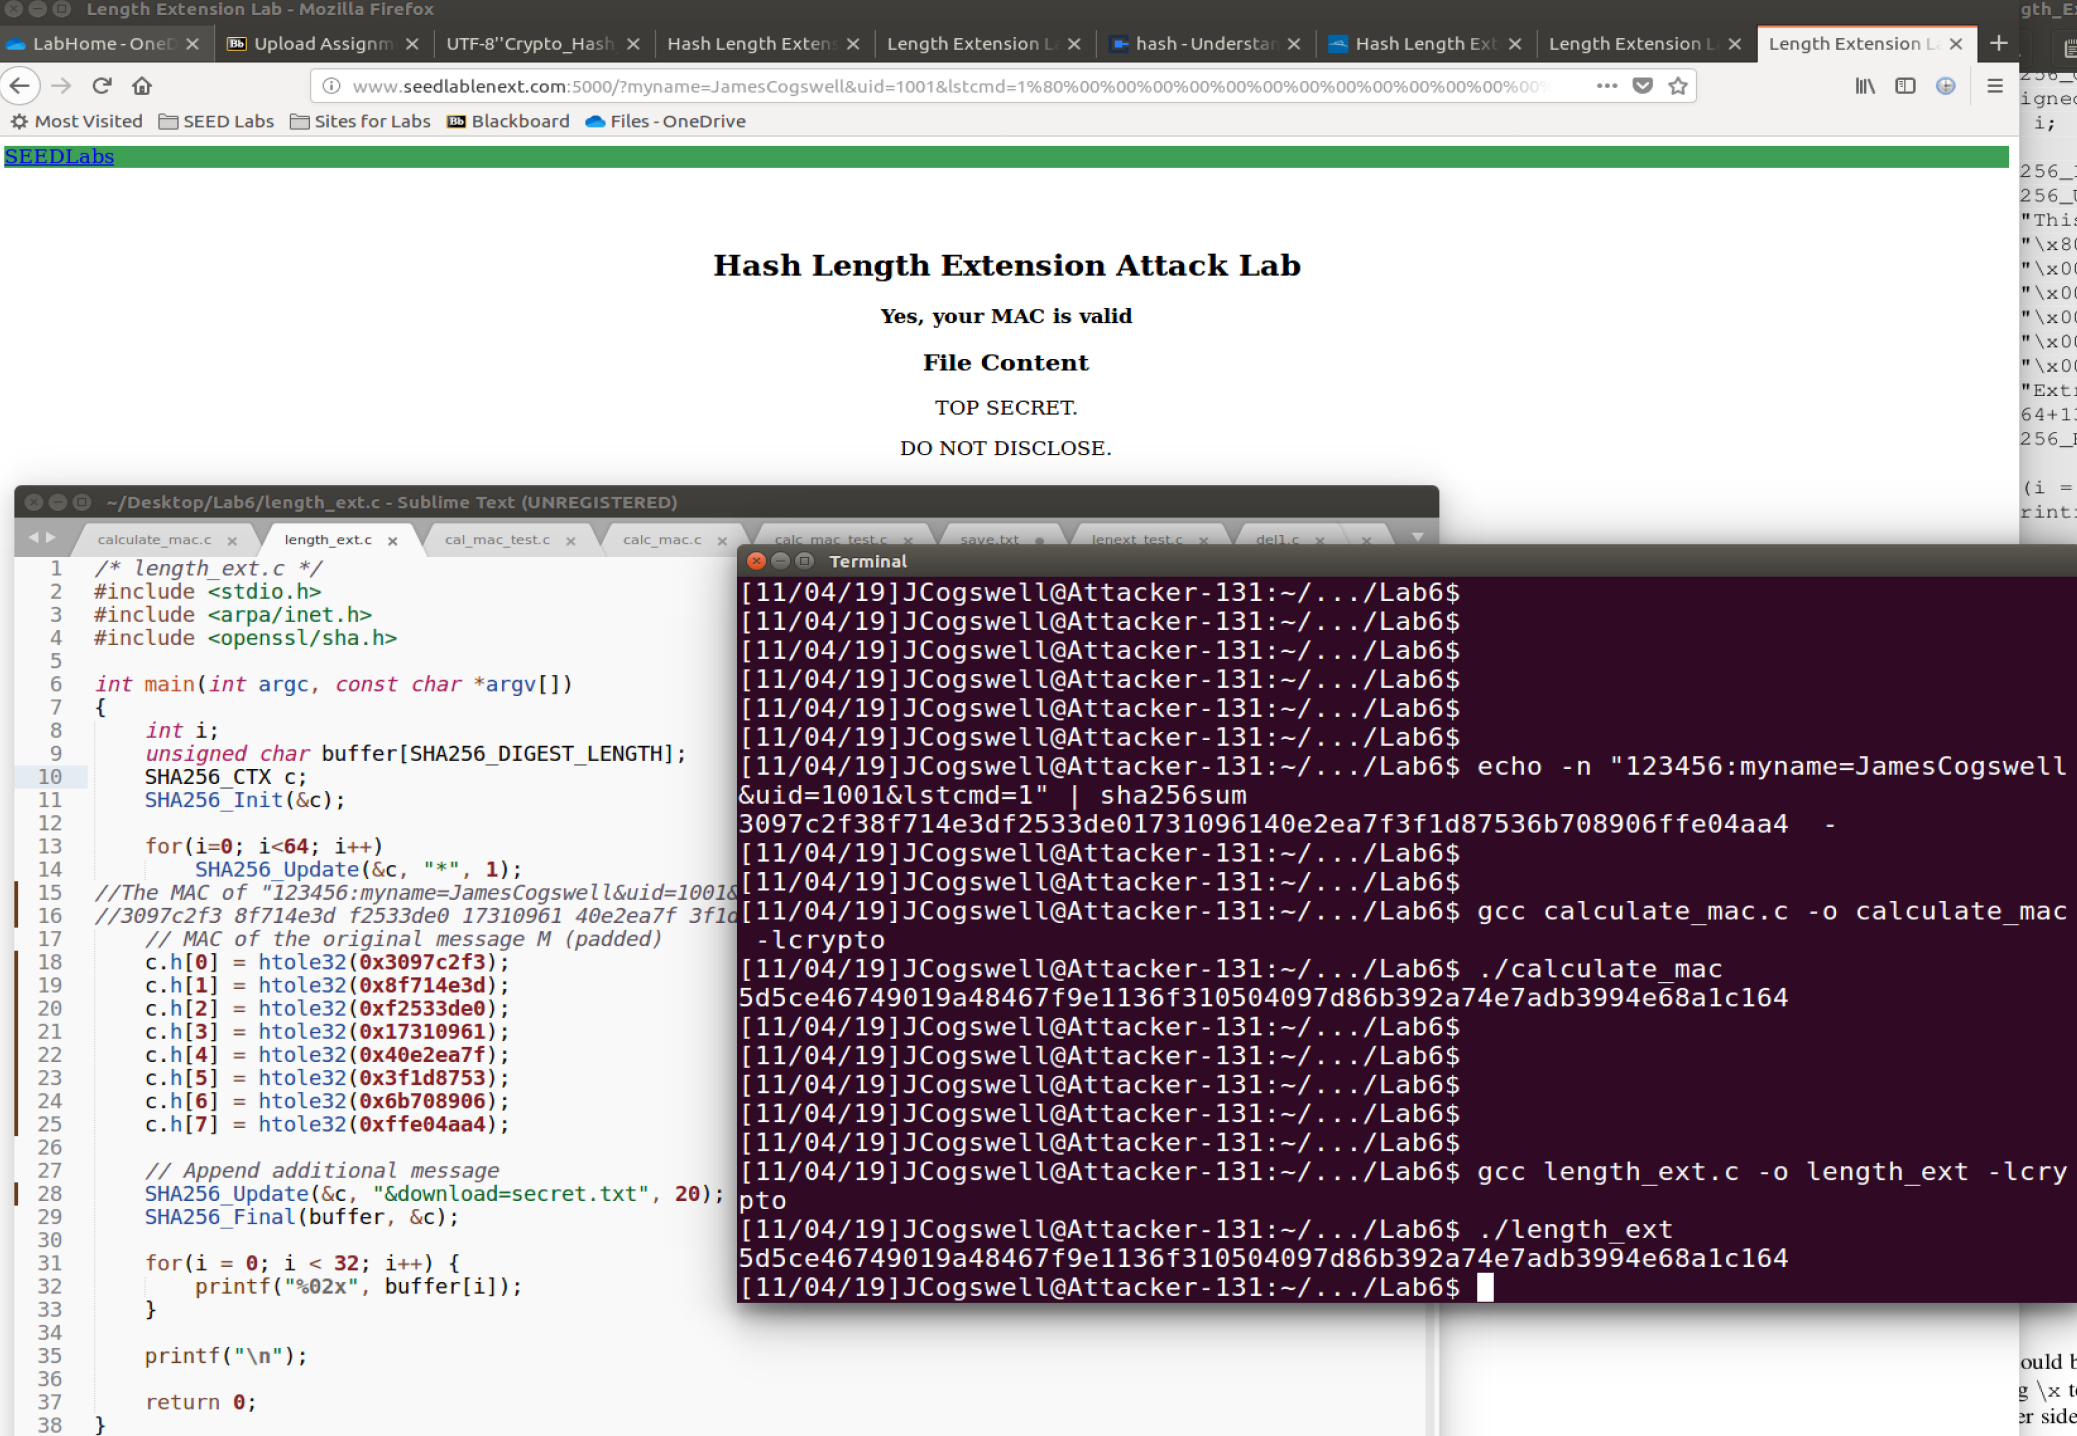 Length Extension Lab - Mozilla Firefox
LabHome - OneD
Upload Assignm
UTF-8''Crypto_Hash
Hash Length Extens
Length Extension L
hash - Understan
Hash Length Ext
Length Extension L
Length Extension L
www.seedlablenext.com:5000/?myname=JamesCogswell&uid=1001&lstcmd=1%80%00%00%00%00%00%00%00%00%00%00%00%00%00%00%00
Most Visited SEED Labs Sites for Labs Blackboard Files - OneDrive
SEEDLabs
Hash Length Extension Attack Lab
Yes, your MAC is valid
File Content
TOP SECRET.
DO NOT DISCLOSE.
~/Desktop/Lab6/length_ext.c - Sublime Text (UNREGISTERED)
calculate_mac.c
length_ext.c
cal_mac_test.c
calc_mac.c
calc_mac_test.c
save.txt
lenext_test.c
del1.c
1 /* length_ext.c */
2 #include <stdio.h>
3 #include <arpa/inet.h>
4 #include <openssl/sha.h>
5
6 int main(int argc, const char *argv[])
7 {
8 int i;
9 unsigned char buffer[SHA256_DIGEST_LENGTH];
10 SHA256_CTX c;
11 SHA256_Init(&c);
12
13 for(i=0; i<64; i++)
14 SHA256_Update(&c, "*", 1);
15 //The MAC of "123456:myname=JamesCogswell&uid=1001&
16 //3097c2f3 8f714e3d f2533de0 17310961 40e2ea7f 3f1d
17 // MAC of the original message M (padded)
18 c.h[0] = htole32(0x3097c2f3);
19 c.h[1] = htole32(0x8f714e3d);
20 c.h[2] = htole32(0xf2533de0);
21 c.h[3] = htole32(0x17310961);
22 c.h[4] = htole32(0x40e2ea7f);
23 c.h[5] = htole32(0x3f1d8753);
24 c.h[6] = htole32(0x6b708906);
25 c.h[7] = htole32(0xffe04aa4);
26
27 // Append additional message
28 SHA256_Update(&c, "&download=secret.txt", 20);
29 SHA256_Final(buffer, &c);
30
31 for(i = 0; i < 32; i++) {
32 printf("%02x", buffer[i]);
33 }
34
35 printf("\n");
36
37 return 0;
38 }
Terminal
[11/04/19]JCogswell@Attacker-131:~/.../Lab6$
[11/04/19]JCogswell@Attacker-131:~/.../Lab6$
[11/04/19]JCogswell@Attacker-131:~/.../Lab6$
[11/04/19]JCogswell@Attacker-131:~/.../Lab6$
[11/04/19]JCogswell@Attacker-131:~/.../Lab6$
[11/04/19]JCogswell@Attacker-131:~/.../Lab6$
[11/04/19]JCogswell@Attacker-131:~/.../Lab6$ echo -n "123456:myname=JamesCogswell
&uid=1001&lstcmd=1" | sha256sum
3097c2f38f714e3df2533de01731096140e2ea7f3f1d87536b708906ffe04aa4 -
[11/04/19]JCogswell@Attacker-131:~/.../Lab6$
[11/04/19]JCogswell@Attacker-131:~/.../Lab6$
[11/04/19]JCogswell@Attacker-131:~/.../Lab6$ gcc calculate_mac.c -o calculate_mac
-lcrypto
[11/04/19]JCogswell@Attacker-131:~/.../Lab6$ ./calculate_mac
5d5ce46749019a48467f9e1136f310504097d86b392a74e7adb3994e68a1c164
[11/04/19]JCogswell@Attacker-131:~/.../Lab6$
[11/04/19]JCogswell@Attacker-131:~/.../Lab6$
[11/04/19]JCogswell@Attacker-131:~/.../Lab6$
[11/04/19]JCogswell@Attacker-131:~/.../Lab6$
[11/04/19]JCogswell@Attacker-131:~/.../Lab6$
[11/04/19]JCogswell@Attacker-131:~/.../Lab6$ gcc length_ext.c -o length_ext -lcry
pto
[11/04/19]JCogswell@Attacker-131:~/.../Lab6$ ./length_ext
5d5ce46749019a48467f9e1136f310504097d86b392a74e7adb3994e68a1c164
[11/04/19]JCogswell@Attacker-131:~/.../Lab6$
gth_E
igned
i;
256_
256_
"This
"\x80
"\x00
"\x00
"\x00
"\x00
"\x00
"Extr
64+1
256_
(i =
rint
ould b
g \x t
er side